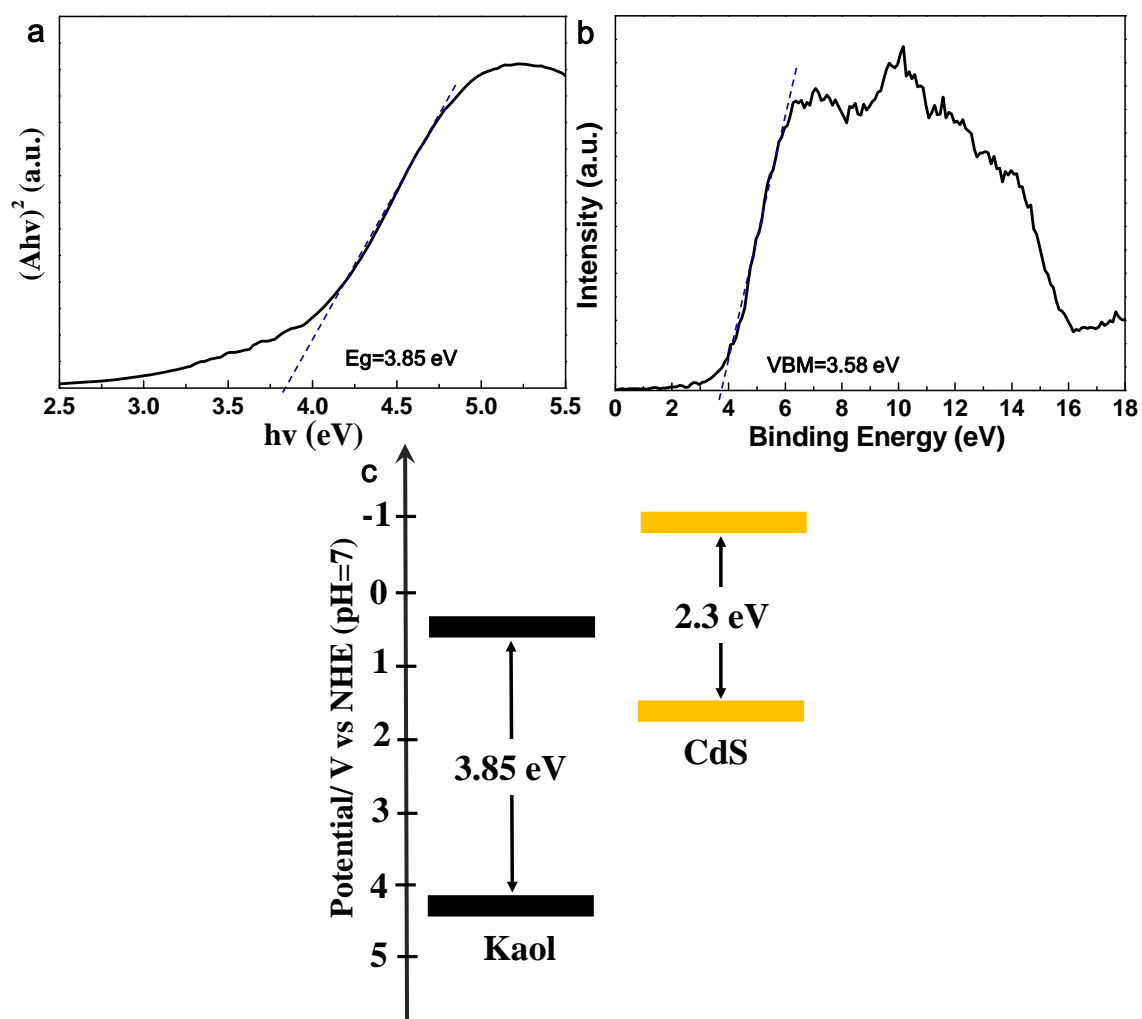 a
(Ahv)² (a.u.)
Eg=3.85 eV
2.5 3.0 3.5 4.0 4.5 5.0 5.5
hv (eV)
b
Intensity (a.u.)
VBM=3.58 eV
0 2 4 6 8 10 12 14 16 18
Binding Energy (eV)
c
Potential/ V vs NHE (pH=7)
-1
0
1
2
3
4
5
3.85 eV
Kaol
2.3 eV
CdS